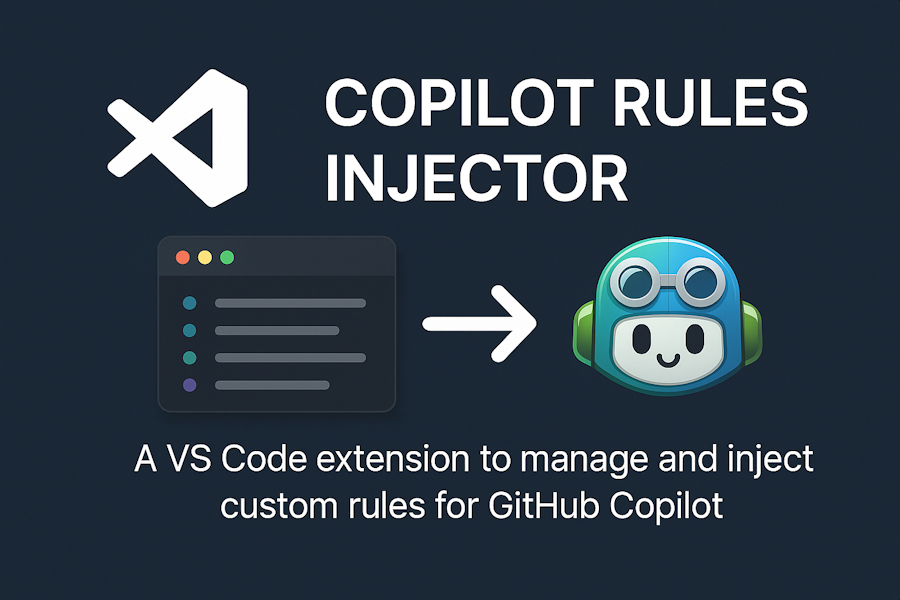 COPILOT RULES
INJECTOR
A VS Code extension to manage and inject
custom rules for GitHub Copilot